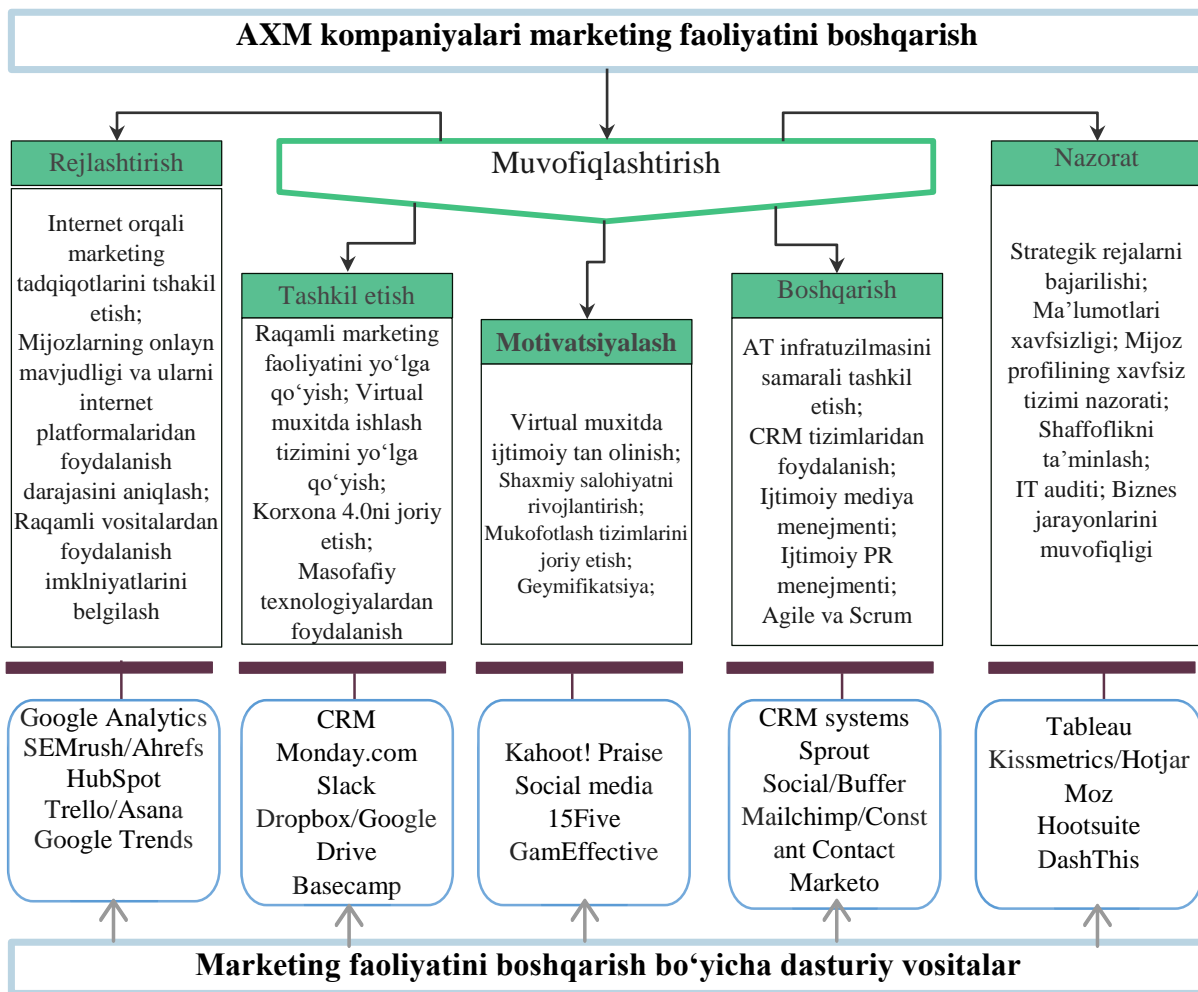 AXM kompaniyalari marketing faoliyatini boshqarish
Rejlashtirish
Internet orqali
marketing
tadqiqotlarini tshakil
etish;
Mijozlarning onlayn
mavjudligi va ularni
internet
platformalaridan
foydalanish
darajasini aniqlash;
Raqamli vositalardan
foydalanish
imklniyatlarini
belgilash
Muvofiqlashtirish
Tashkil etish
Raqamli marketing
faoliyatini yo‘lga
qo‘yish; Virtual
muxitda ishlash
tizimini yo‘lga
qo‘yish;
Korxona 4.0ni joriy
etish;
Masofafiy
texnologiyalardan
foydalanish
Motivatsiyalash
Virtual muxitda
ijtimoiy tan olinish;
Shaxmiy salohiyatni
rivojlantirish;
Mukofotlash tizimlarini
joriy etish;
Geymifikatsiya;
Boshqarish
AT infratuzilmasini
samarali tashkil
etish;
CRM tizimlaridan
foydalanish;
Ijtimoiy mediya
menejmenti;
Ijtimoiy PR
menejmenti;
Agile va Scrum
Nazorat
Strategik rejalarni
bajarilishi;
Ma’lumotlari
xavfsizligi; Mijoz
profilining xavfsiz
tizimi nazorati;
Shaffoflikni
ta’minlash;
IT auditi; Biznes
jarayonlarini
muvofiqligi
Google Analytics
SEMrush/Ahrefs
HubSpot
Trello/Asana
Google Trends
CRM
Monday.com
Slack
Dropbox/Google
Drive
Basecamp
Kahoot! Praise
Social media
15Five
GamEffective
CRM systems
Sprout
Social/Buffer
Mailchimp/Const
ant Contact
Marketo
Tableau
Kissmetrics/Hotjar
Moz
Hootsuite
DashThis
Marketing faoliyatini boshqarish bo‘yicha dasturiy vositalar